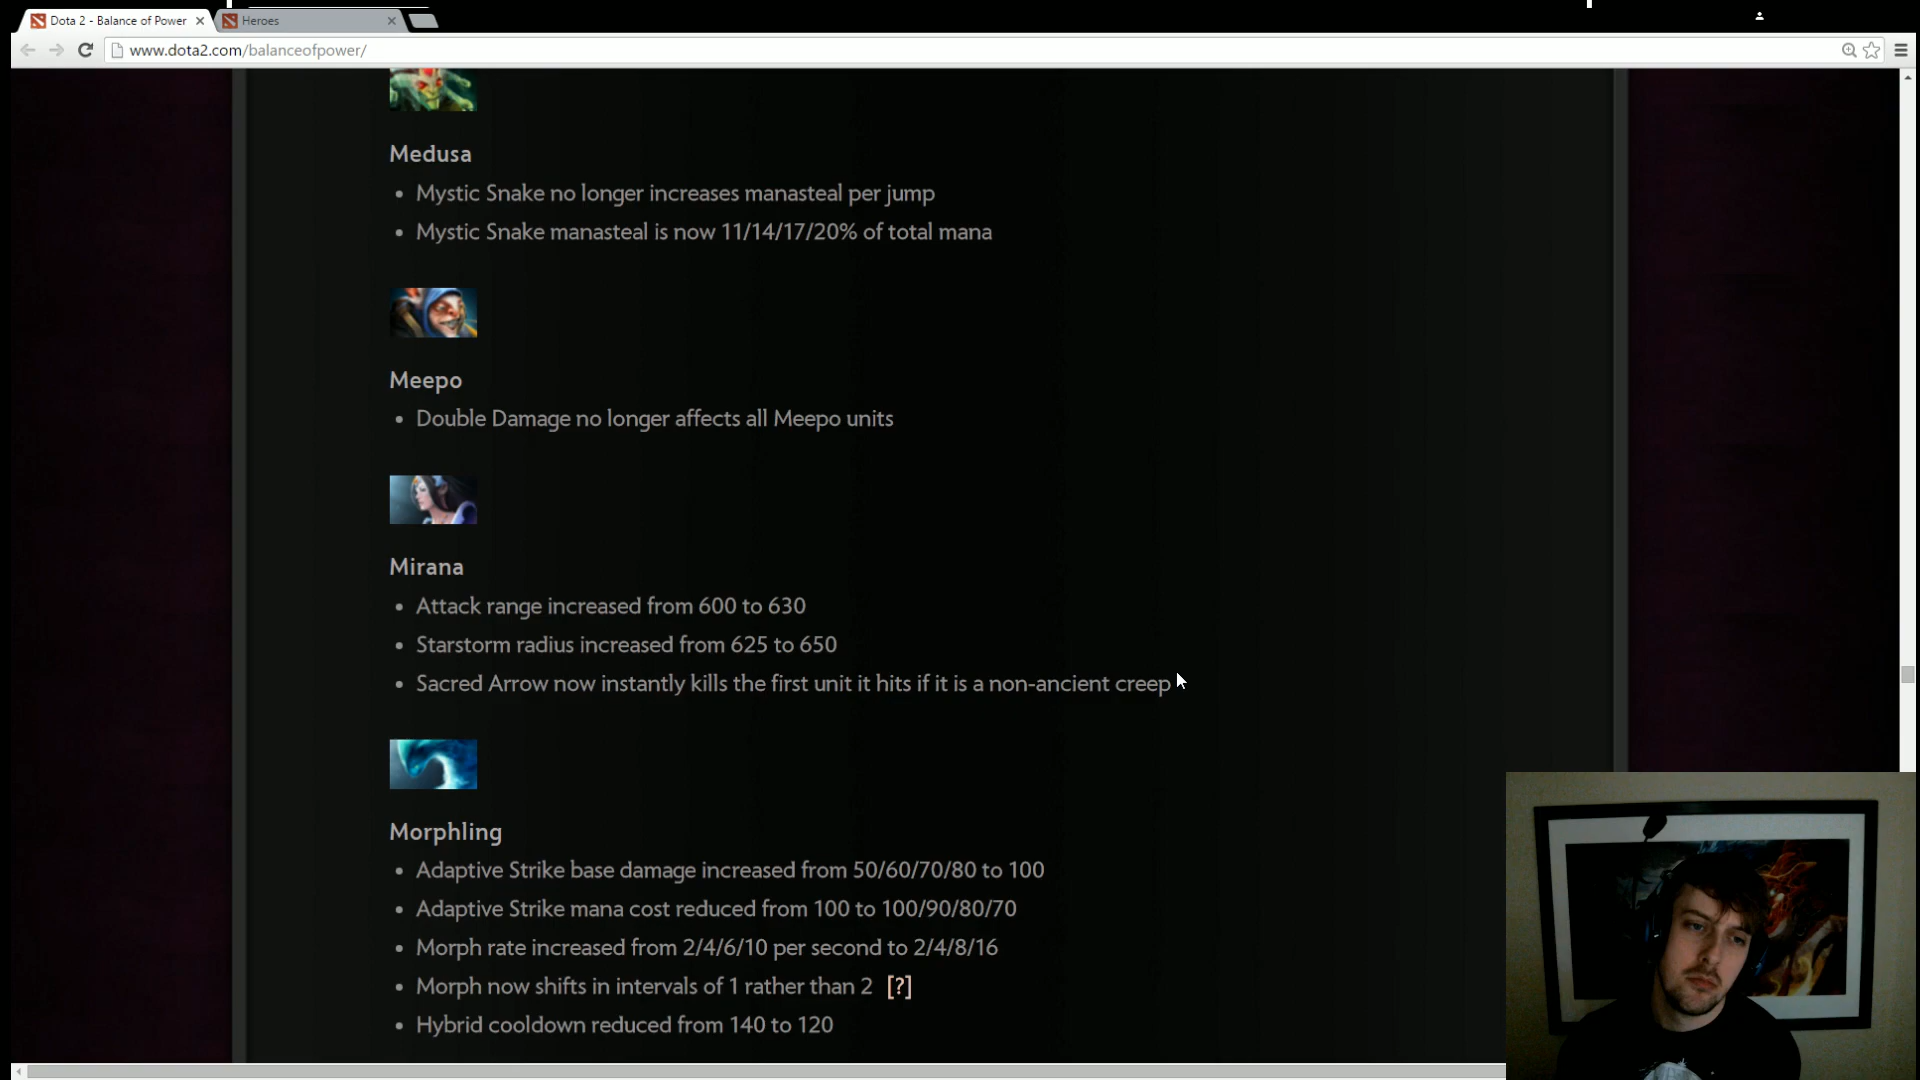 Dota 2 - Balance of Power
Heroes
www.dota2.com/balanceofpower/
Medusa
• Mystic Snake no longer increases manasteal per jump
• Mystic Snake manasteal is now 11/14/17/20% of total mana
Meepo
• Double Damage no longer affects all Meepo units
Mirana
• Attack range increased from 600 to 630
• Starstorm radius increased from 625 to 650
• Sacred Arrow now instantly kills the first unit it hits if it is a non-ancient creep
Morphling
• Adaptive Strike base damage increased from 50/60/70/80 to 100
• Adaptive Strike mana cost reduced from 100 to 100/90/80/70
• Morph rate increased from 2/4/6/10 per second to 2/4/8/16
• Morph now shifts in intervals of 1 rather than 2 [?]
• Hybrid cooldown reduced from 140 to 120